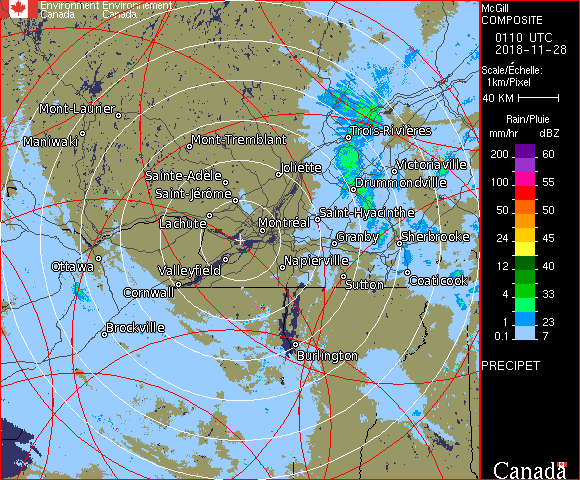 Environment Environnement
Canada Canada
McGill
COMPOSITE
0110 UTC
2018-11-28
Scale/Échelle:
1km/Pixel
40 KM
Rain/Pluie
mm/hr dBZ
200 60
100 55
50 50
24 45
12 40
4 33
1 23
0.1 7
PRECIPET
Canada
Mont-Laurier
Maniwaki
Mont-Tremblant
Trois-Rivières
Sainte-Adèle
Joliette
Victoriaville
Saint-Jérôme
Drummondville
Lachute
Montréal
Saint-Hyacinthe
Granby
Sherbrooke
Ottawa
Valleyfield
Napierville
Cornwall
Sutton
Coaticook
Brockville
Burlington